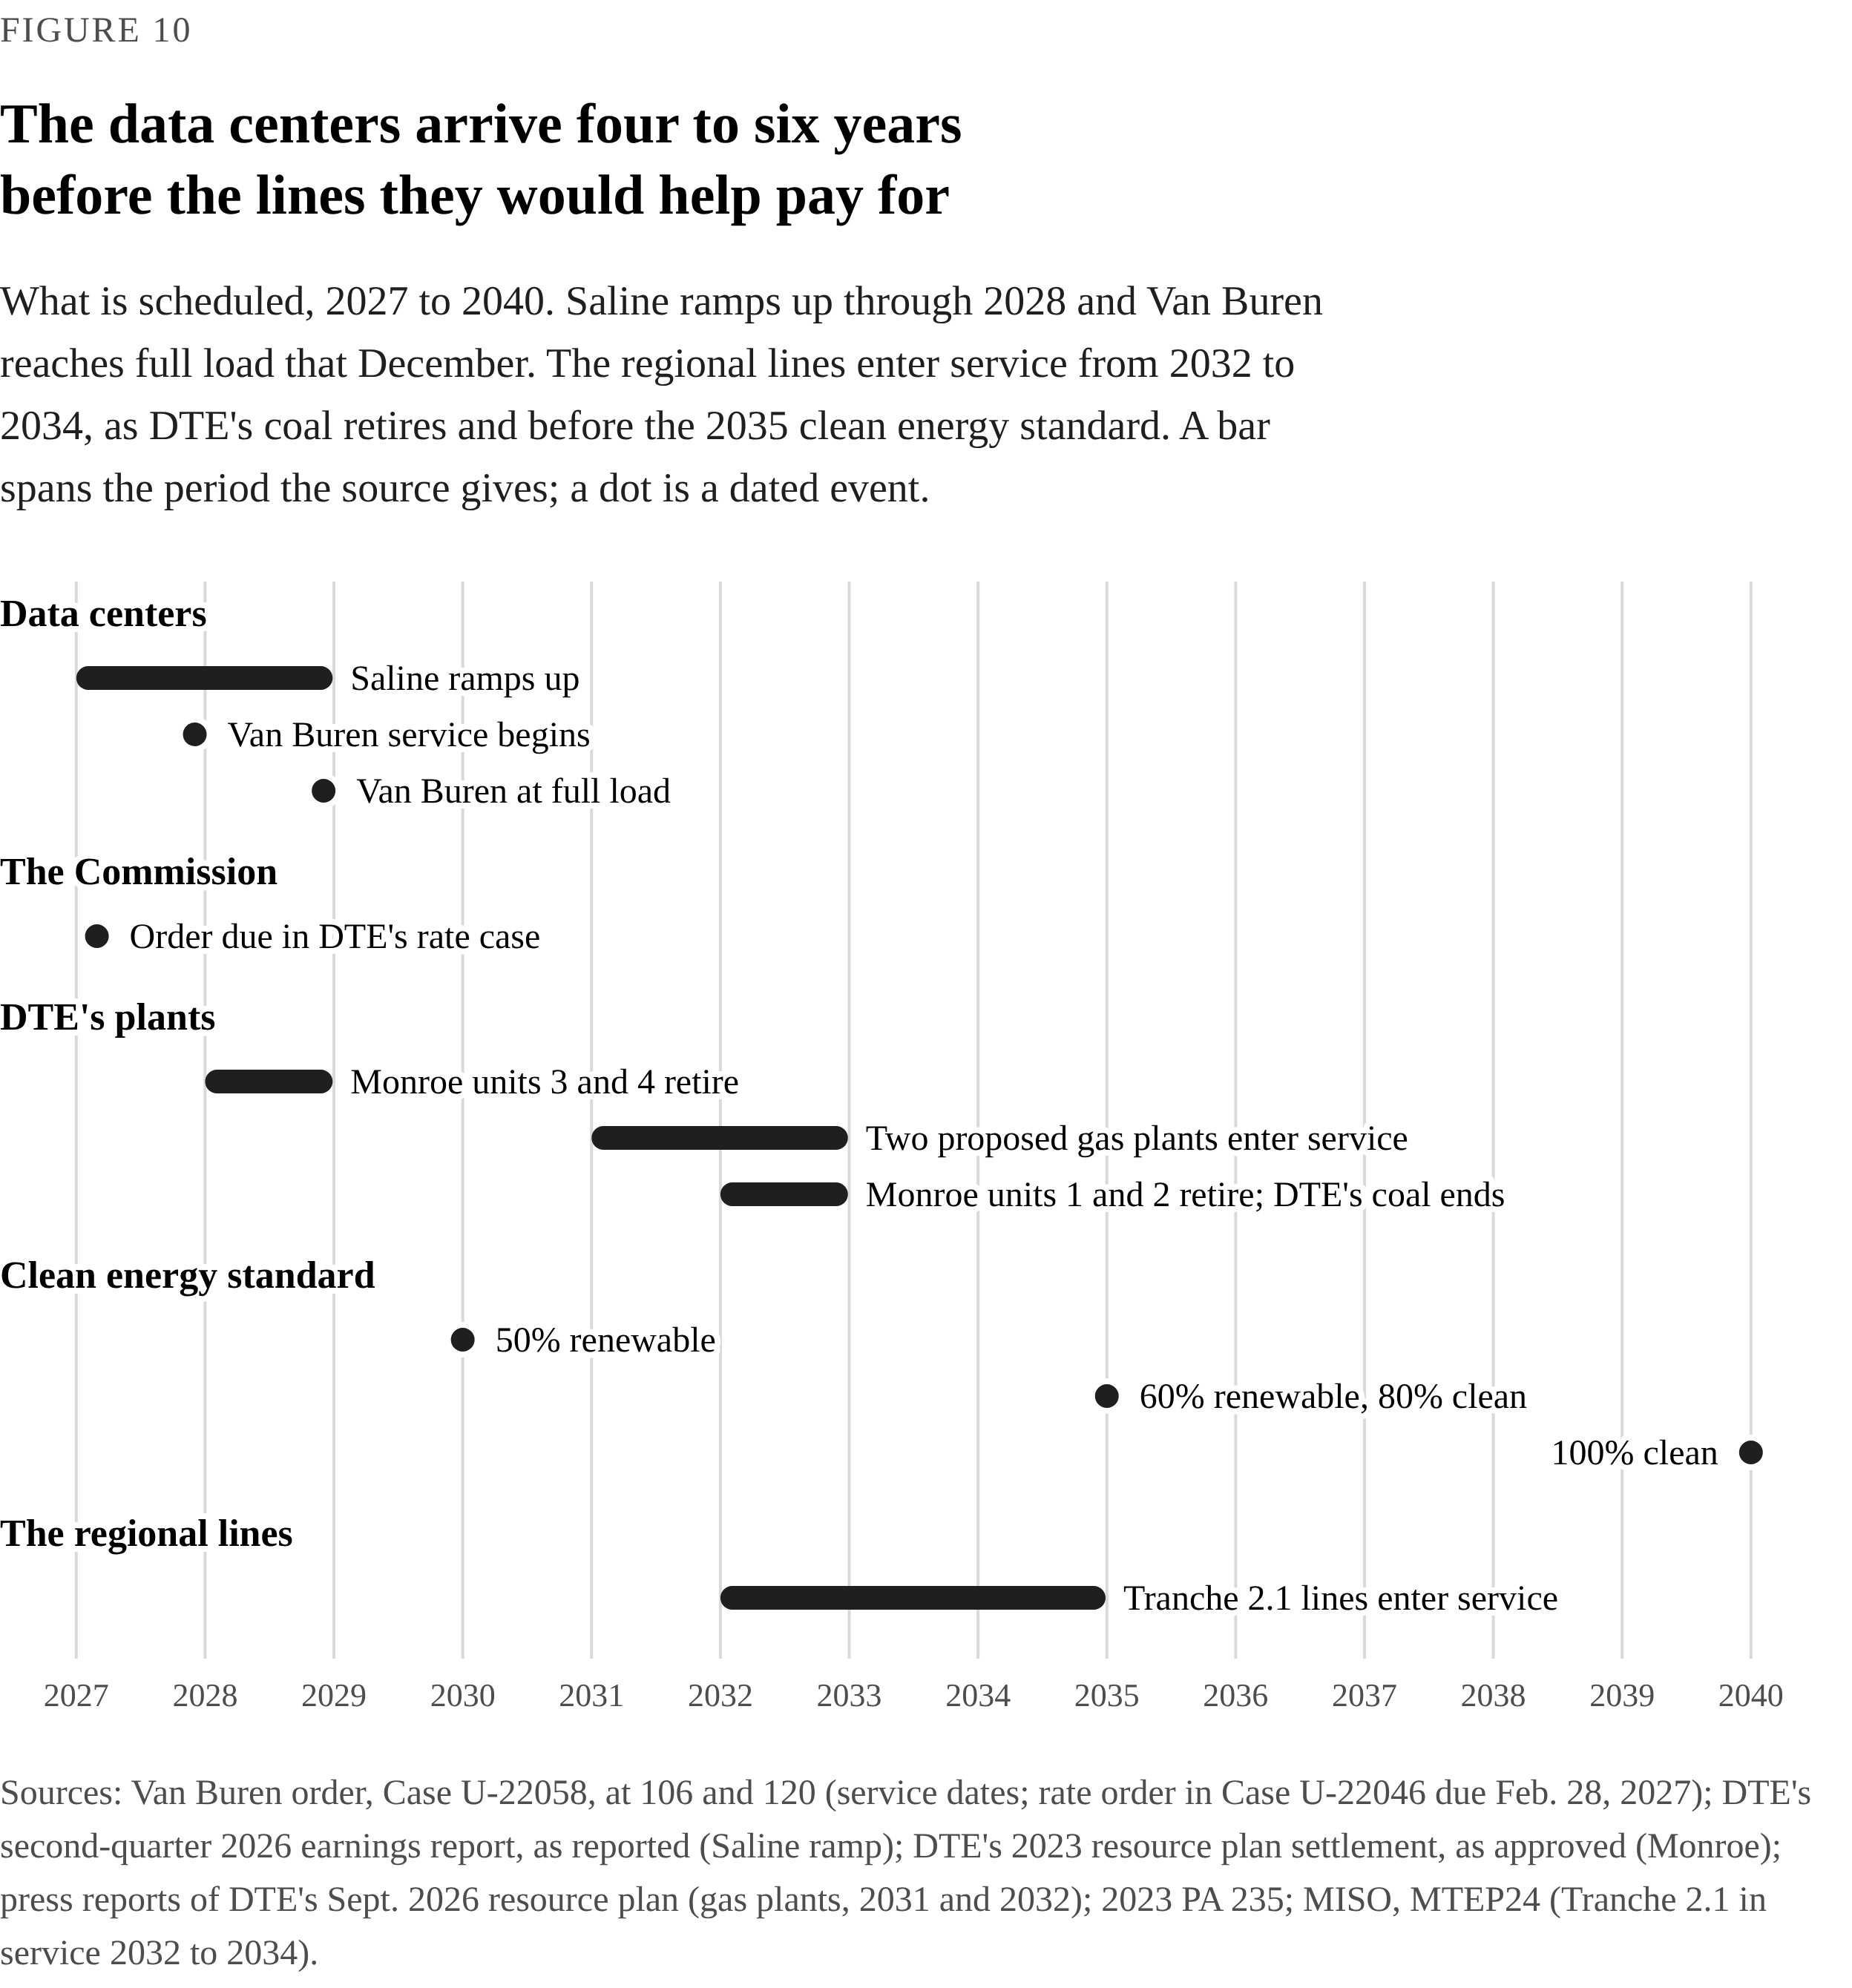 FIGURE 10
The data centers arrive four to six years
before the lines they would help pay for
What is scheduled, 2027 to 2040. Saline ramps up through 2028 and Van Buren
reaches full load that December. The regional lines enter service from 2032 to
2034, as DTE's coal retires and before the 2035 clean energy standard. A bar
spans the period the source gives; a dot is a dated event.
Data centers
Saline ramps up
Van Buren service begins
Van Buren at full load
The Commission
Order due in DTE's rate case
DTE's plants
Monroe units 3 and 4 retire
Two proposed gas plants enter service
Monroe units 1 and 2 retire; DTE's coal ends
Clean energy standard
50% renewable
60% renewable, 80% clean
100% clean
The regional lines
Tranche 2.1 lines enter service
2027 2028 2029 2030 2031 2032 2033 2034 2035 2036 2037 2038 2039 2040
Sources: Van Buren order, Case U-22058, at 106 and 120 (service dates; rate order in Case U-22046 due Feb. 28, 2027); DTE's
second-quarter 2026 earnings report, as reported (Saline ramp); DTE's 2023 resource plan settlement, as approved (Monroe);
press reports of DTE's Sept. 2026 resource plan (gas plants, 2031 and 2032); 2023 PA 235; MISO, MTEP24 (Tranche 2.1 in
service 2032 to 2034).